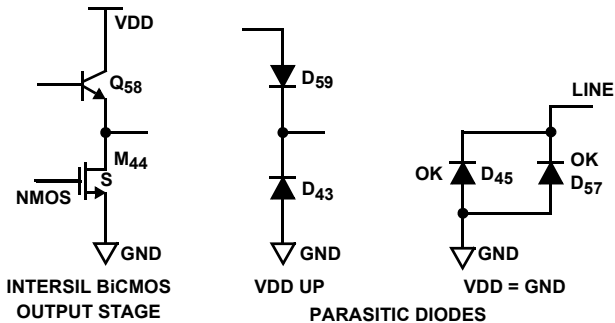 VDD
Q58
M44
S
NMOS
GND
INTERSIL BiCMOS
OUTPUT STAGE
D59
D43
VDD UP
LINE
OK
D45
OK
D57
GND
VDD = GND
PARASITIC DIODES